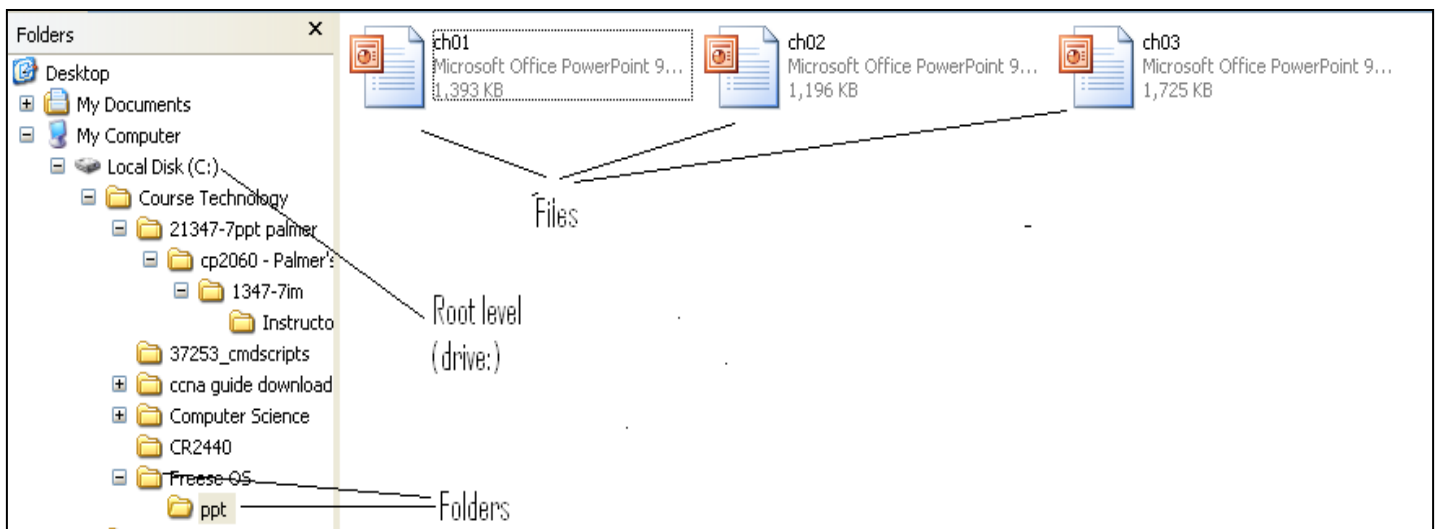 Folders
Desktop
My Documents
My Computer
Local Disk (C:)
Course Technology
21347-7ppt palmer
cp2060 - Palmer's
1347-7im
Instructo
37253_cmdscripts
ccna guide download
Computer Science
CR2440
Freese OS
ppt
ch01
Microsoft Office PowerPoint 9...
1,393 KB
ch02
Microsoft Office PowerPoint 9...
1,196 KB
ch03
Microsoft Office PowerPoint 9...
1,725 KB
Files
Root level
(drive:)
Folders